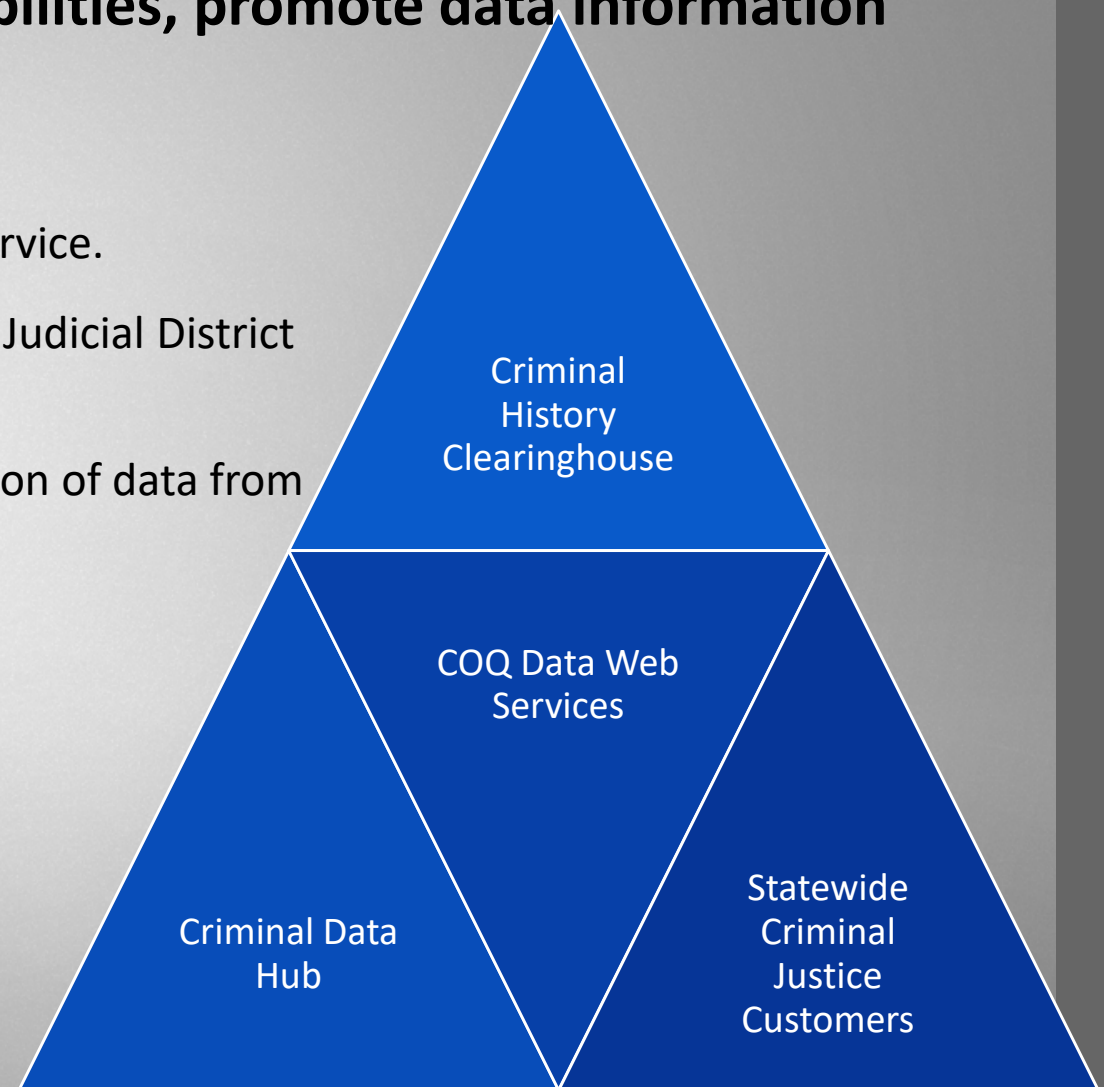 bilities, promote data information
rvice.
Judicial District
on of data from
Criminal
History
Clearinghouse
COQ Data Web
Services
Criminal Data
Hub
Statewide
Criminal
Justice
Customers